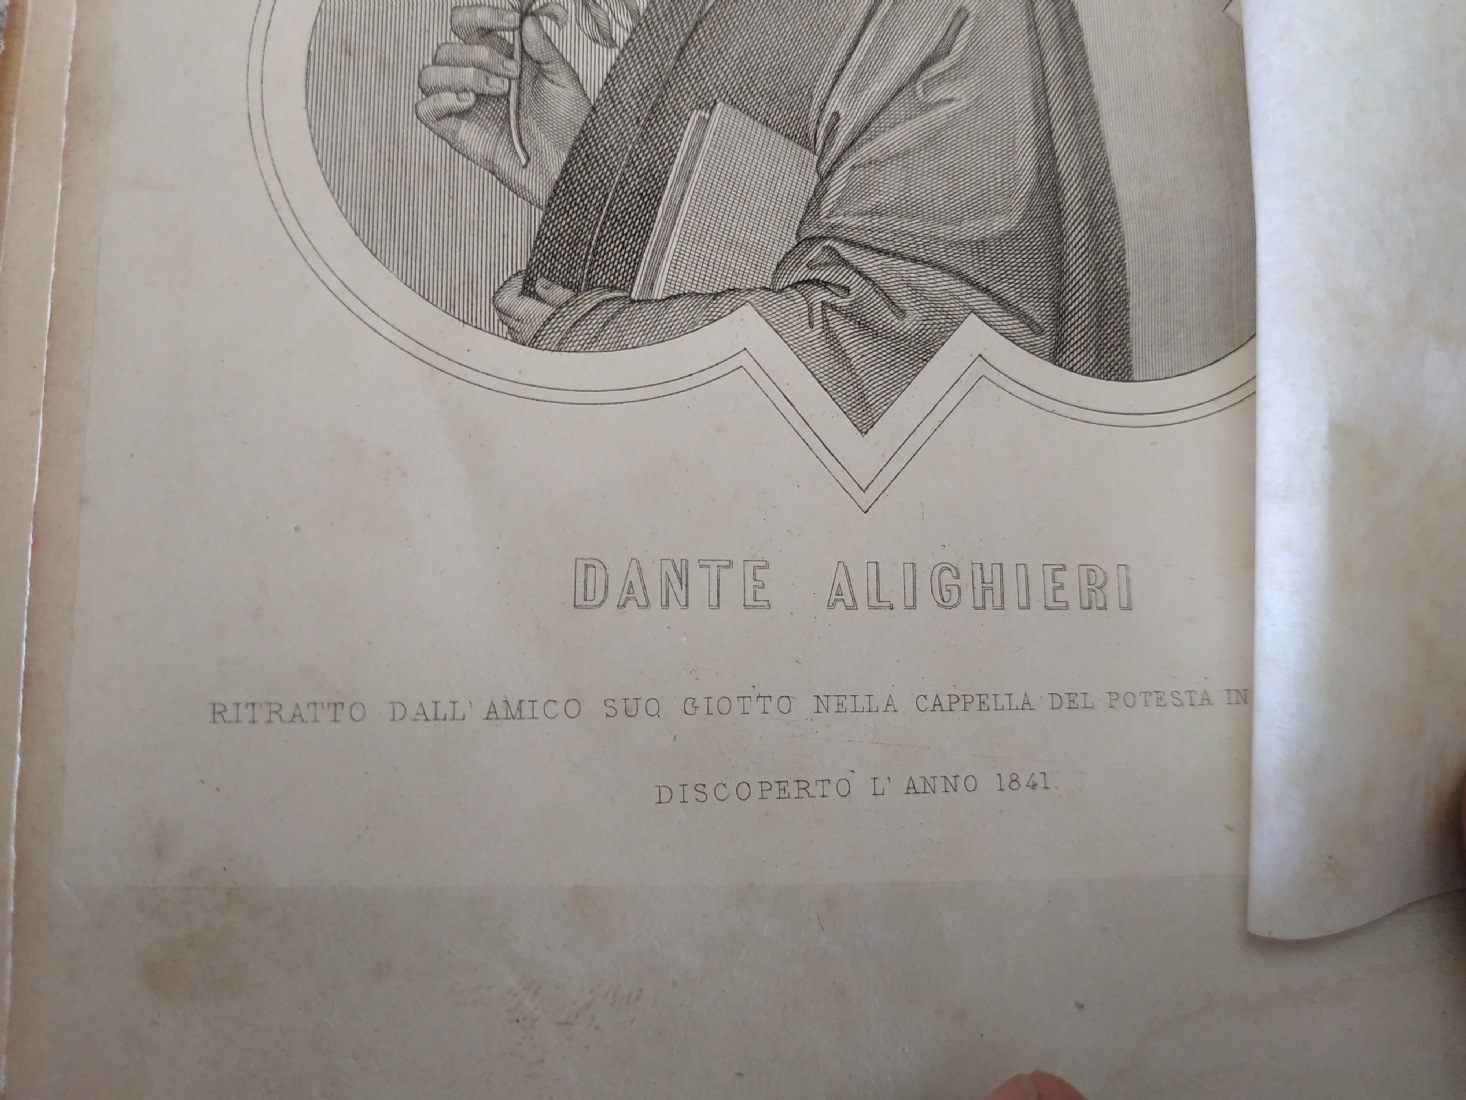 DANTE ALIGHIERI
RITRATTO DALL' AMICO SUO GIOTTO NELLA CAPPELLA DEL POTESTA IN
DISCOPERTO L' ANNO 1841.